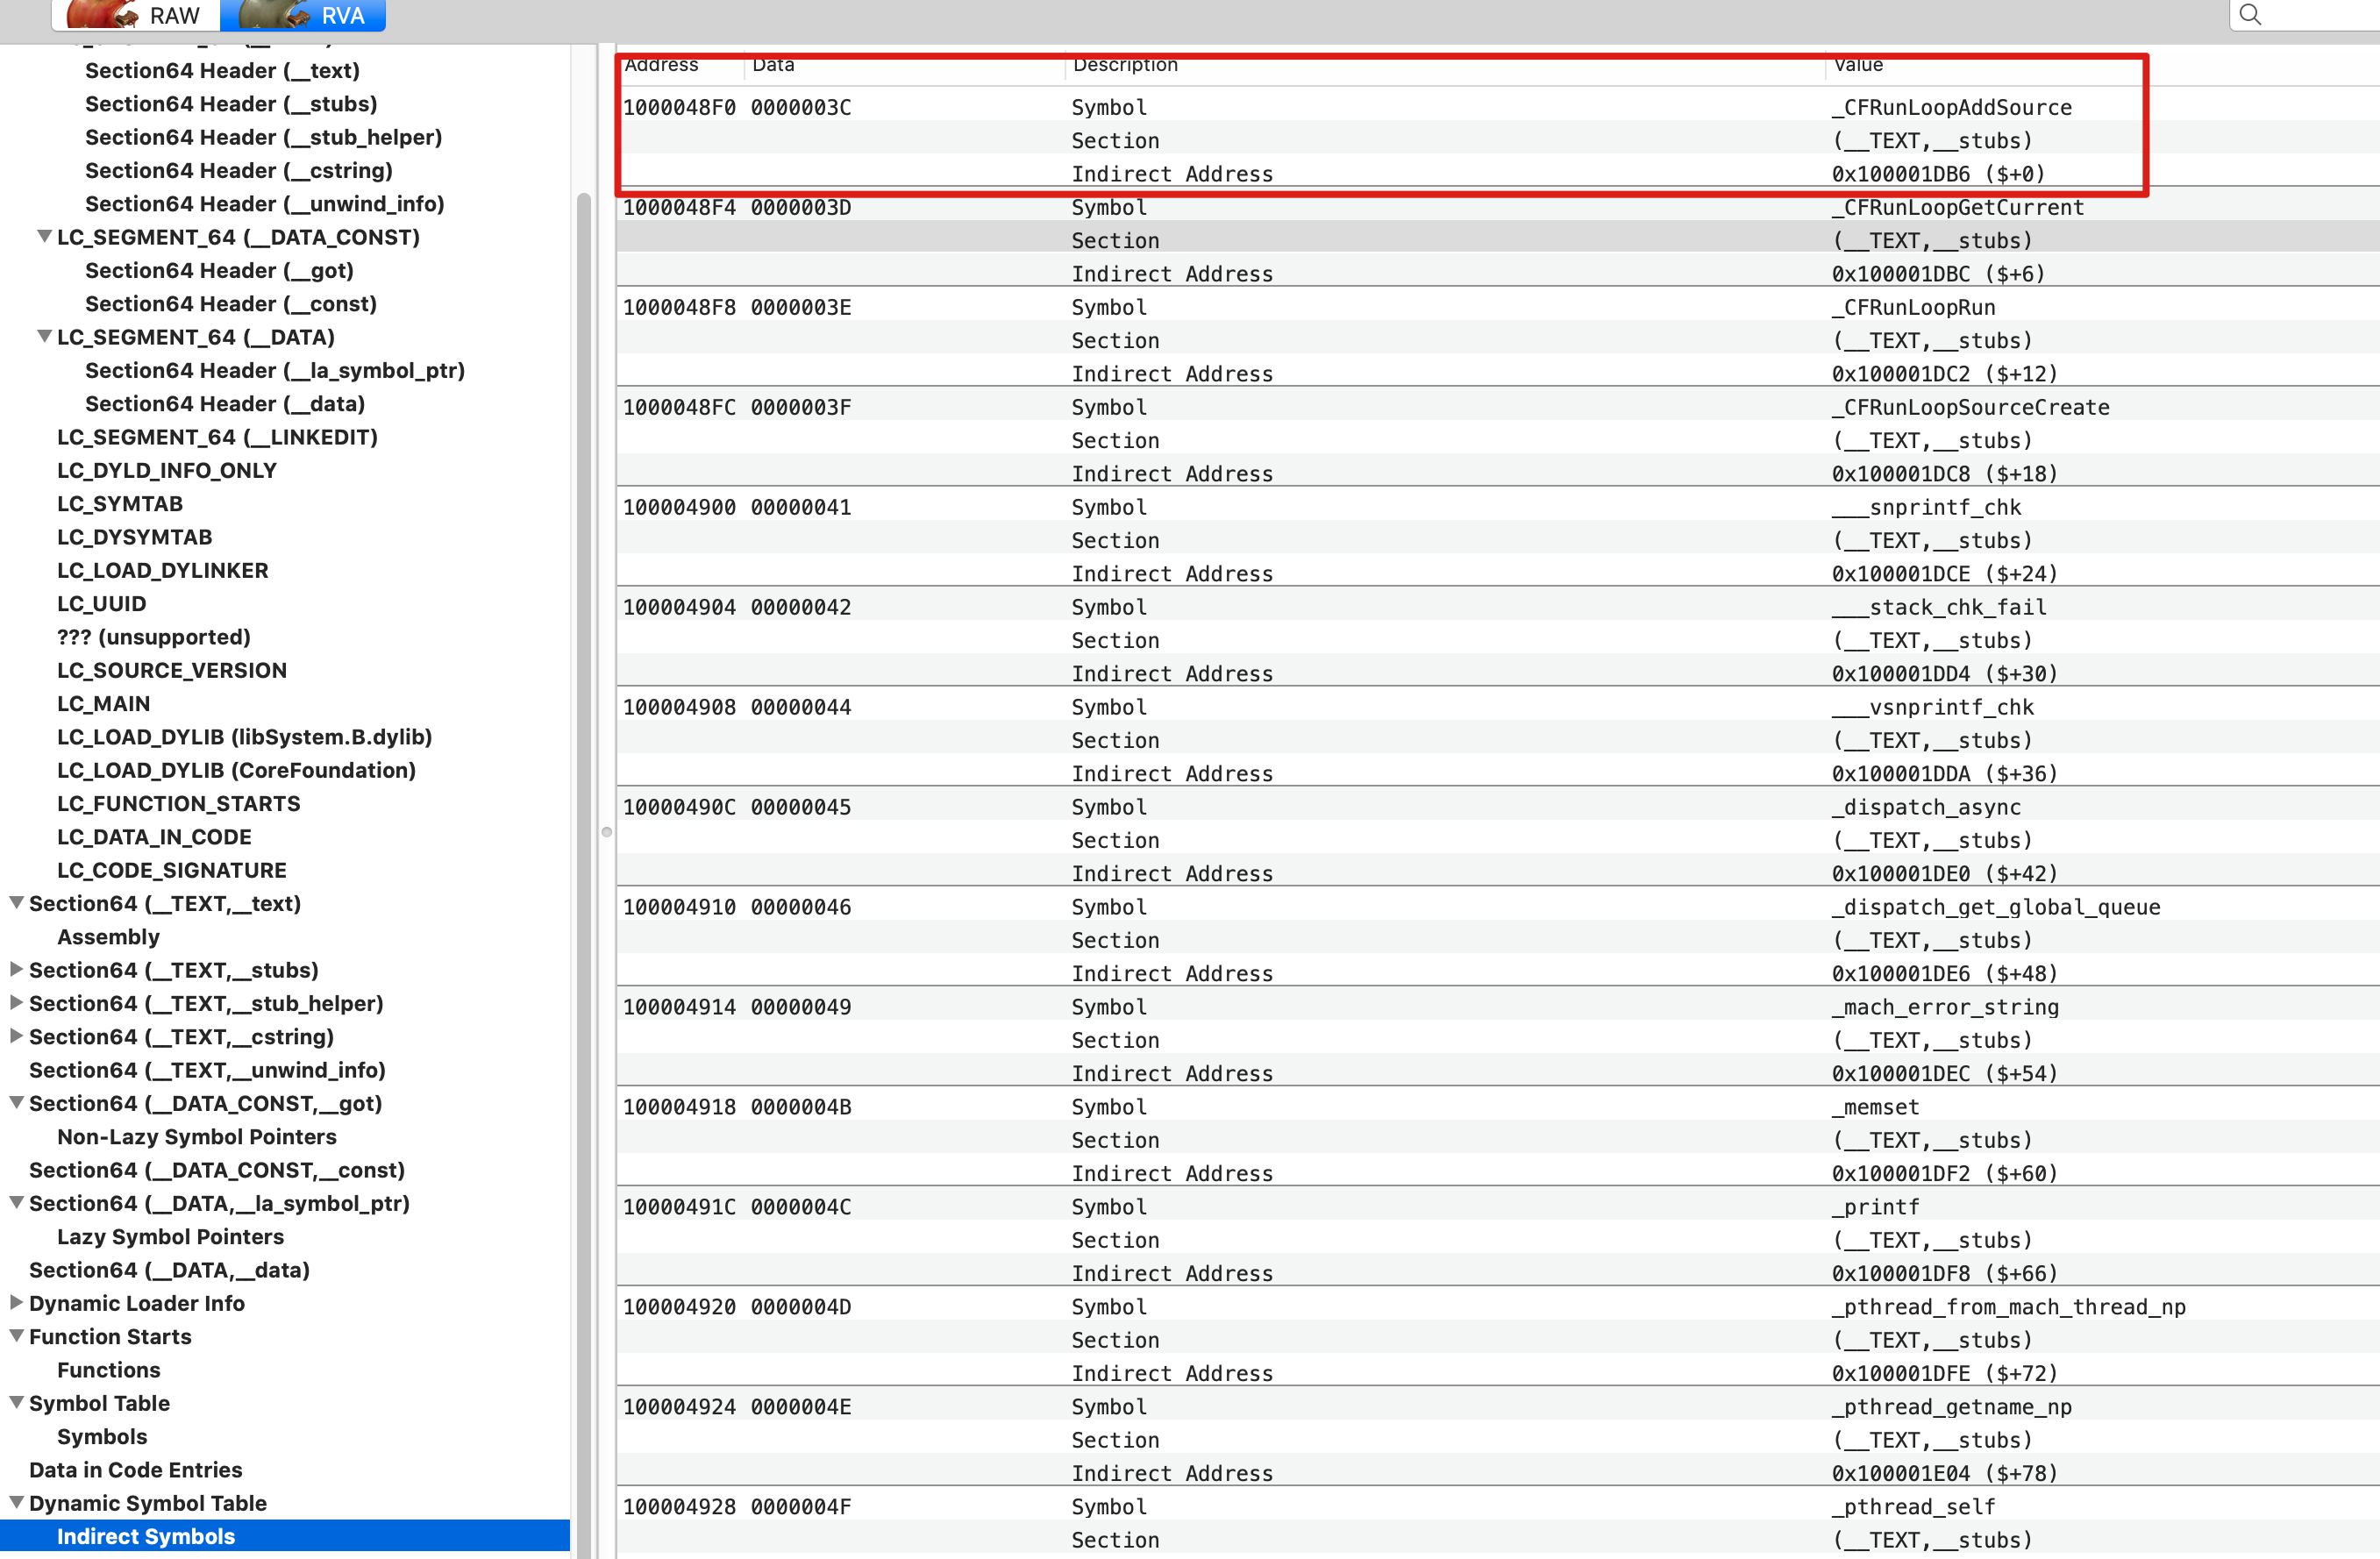 RAW RVA
Section64 Header (__text)
Section64 Header (__stubs)
Section64 Header (__stub_helper)
Section64 Header (__cstring)
Section64 Header (__unwind_info)
LC_SEGMENT_64 (__DATA_CONST)
Section64 Header (__got)
Section64 Header (__const)
LC_SEGMENT_64 (__DATA)
Section64 Header (__la_symbol_ptr)
Section64 Header (__data)
LC_SEGMENT_64 (__LINKEDIT)
LC_DYLD_INFO_ONLY
LC_SYMTAB
LC_DYSYMTAB
LC_LOAD_DYLINKER
LC_UUID
??? (unsupported)
LC_SOURCE_VERSION
LC_MAIN
LC_LOAD_DYLIB (libSystem.B.dylib)
LC_LOAD_DYLIB (CoreFoundation)
LC_FUNCTION_STARTS
LC_DATA_IN_CODE
LC_CODE_SIGNATURE
Section64 (__TEXT,__text)
Assembly
Section64 (__TEXT,__stubs)
Section64 (__TEXT,__stub_helper)
Section64 (__TEXT,__cstring)
Section64 (__TEXT,__unwind_info)
Section64 (__DATA_CONST,__got)
Non-Lazy Symbol Pointers
Section64 (__DATA_CONST,__const)
Section64 (__DATA,__la_symbol_ptr)
Lazy Symbol Pointers
Section64 (__DATA,__data)
Dynamic Loader Info
Function Starts
Functions
Symbol Table
Symbols
Data in Code Entries
Dynamic Symbol Table
Indirect Symbols
Address Data Description Value
1000048F0 0000003C Symbol _CFRunLoopAddSource
Section (__TEXT,__stubs)
Indirect Address 0x100001DB6 ($+0)
1000048F4 0000003D Symbol _CFRunLoopGetCurrent
Section (__TEXT,__stubs)
Indirect Address 0x100001DBC ($+6)
1000048F8 0000003E Symbol _CFRunLoopRun
Section (__TEXT,__stubs)
Indirect Address 0x100001DC2 ($+12)
1000048FC 0000003F Symbol _CFRunLoopSourceCreate
Section (__TEXT,__stubs)
Indirect Address 0x100001DC8 ($+18)
100004900 00000041 Symbol ___snprintf_chk
Section (__TEXT,__stubs)
Indirect Address 0x100001DCE ($+24)
100004904 00000042 Symbol ___stack_chk_fail
Section (__TEXT,__stubs)
Indirect Address 0x100001DD4 ($+30)
100004908 00000044 Symbol ___vsnprintf_chk
Section (__TEXT,__stubs)
Indirect Address 0x100001DDA ($+36)
10000490C 00000045 Symbol _dispatch_async
Section (__TEXT,__stubs)
Indirect Address 0x100001DE0 ($+42)
100004910 00000046 Symbol _dispatch_get_global_queue
Section (__TEXT,__stubs)
Indirect Address 0x100001DE6 ($+48)
100004914 00000049 Symbol _mach_error_string
Section (__TEXT,__stubs)
Indirect Address 0x100001DEC ($+54)
100004918 0000004B Symbol _memset
Section (__TEXT,__stubs)
Indirect Address 0x100001DF2 ($+60)
10000491C 0000004C Symbol _printf
Section (__TEXT,__stubs)
Indirect Address 0x100001DF8 ($+66)
100004920 0000004D Symbol _pthread_from_mach_thread_np
Section (__TEXT,__stubs)
Indirect Address 0x100001DFE ($+72)
100004924 0000004E Symbol _pthread_getname_np
Section (__TEXT,__stubs)
Indirect Address 0x100001E04 ($+78)
100004928 0000004F Symbol _pthread_self
Section (__TEXT,__stubs)